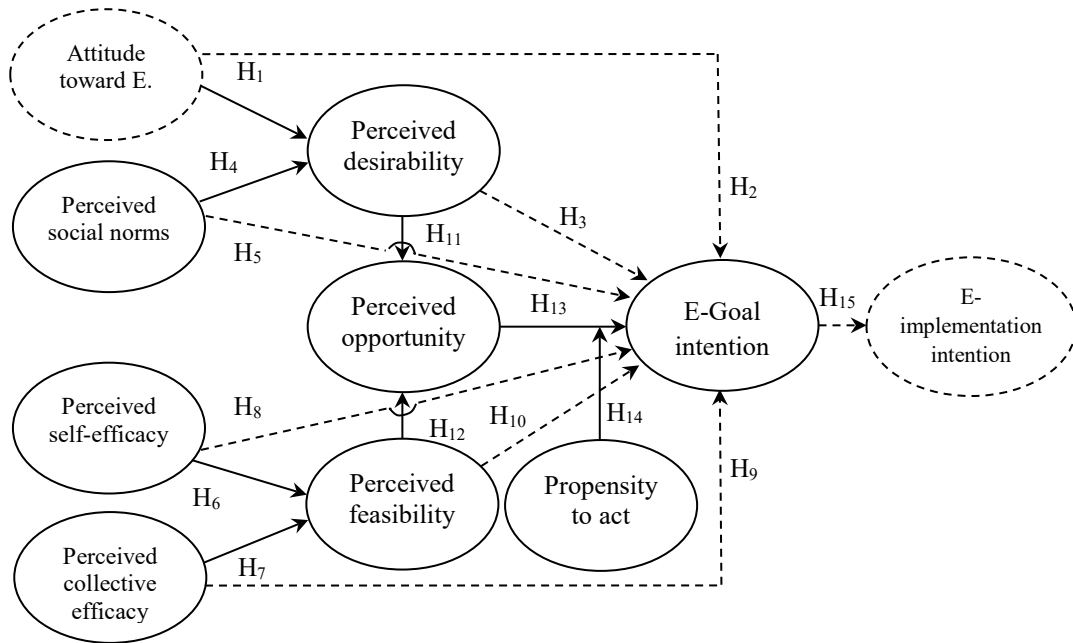 Attitude
toward E.
H1
Perceived
desirability
H4
H2
Perceived
social norms
H3
H5
H11
Perceived
opportunity
H13
E-Goal
intention
H15
E-
implementation
intention
Perceived
self-efficacy
H8
H10
H12
H14
H6
Perceived
feasibility
Propensity
to act
H9
Perceived
collective
efficacy
H7